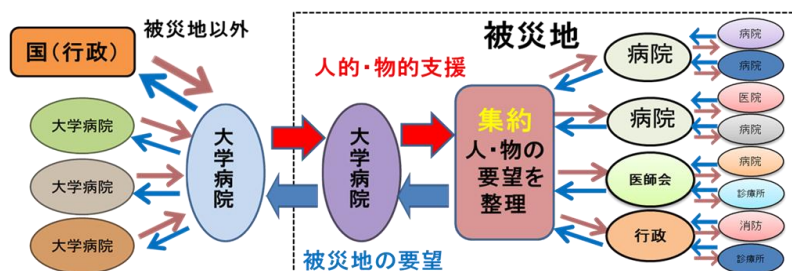 被災地以外
国(行政)
大学病院
大学病院
大学病院
大学病院
被災地
人的・物的支援
大学病院
被災地の要望
集約
人・物の
要望を
整理
病院
病院
医師会
行政
病院
病院
医院
病院
病院
診療所
消防
診療所